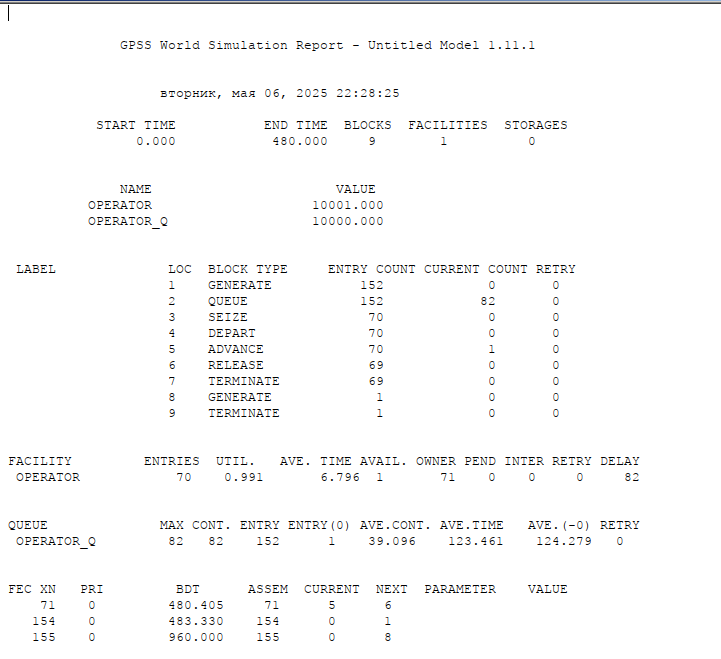 GPSS World Simulation Report - Untitled Model 1.11.1
вторник, мая 06, 2025 22:28:25
START TIME END TIME BLOCKS FACILITIES STORAGES
0.000 480.000 9 1 0
NAME VALUE
OPERATOR 10001.000
OPERATOR_Q 10000.000
LABEL LOC BLOCK TYPE ENTRY COUNT CURRENT COUNT RETRY
1 GENERATE 152 0 0
2 QUEUE 152 82 0
3 SEIZE 70 0 0
4 DEPART 70 0 0
5 ADVANCE 70 1 0
6 RELEASE 69 0 0
7 TERMINATE 69 0 0
8 GENERATE 1 0 0
9 TERMINATE 1 0 0
FACILITY ENTRIES UTIL. AVE. TIME AVAIL. OWNER PEND INTER RETRY DELAY
OPERATOR 70 0.991 6.796 1 71 0 0 0 82
QUEUE MAX CONT. ENTRY ENTRY(0) AVE.CONT. AVE.TIME AVE.(-0) RETRY
OPERATOR_Q 82 82 152 1 39.096 123.461 124.279 0
FEC XN PRI BDT ASSEM CURRENT NEXT PARAMETER VALUE
71 0 480.405 71 5 6
154 0 483.330 154 0 1
155 0 960.000 155 0 8